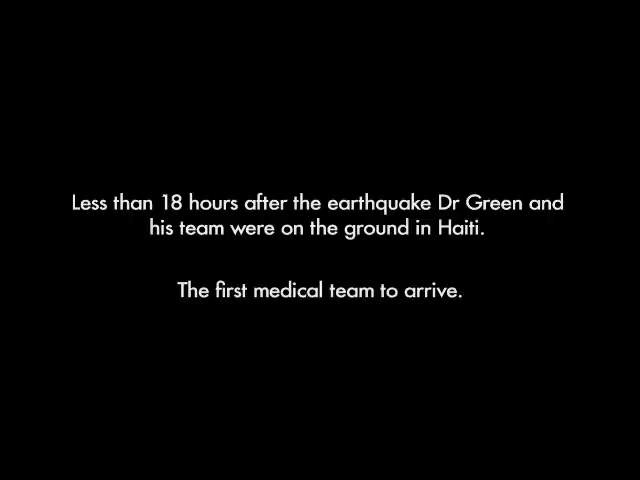 Less than 18 hours after the earthquake Dr Green and
his team were on the ground in Haiti.
The first medical team to arrive.